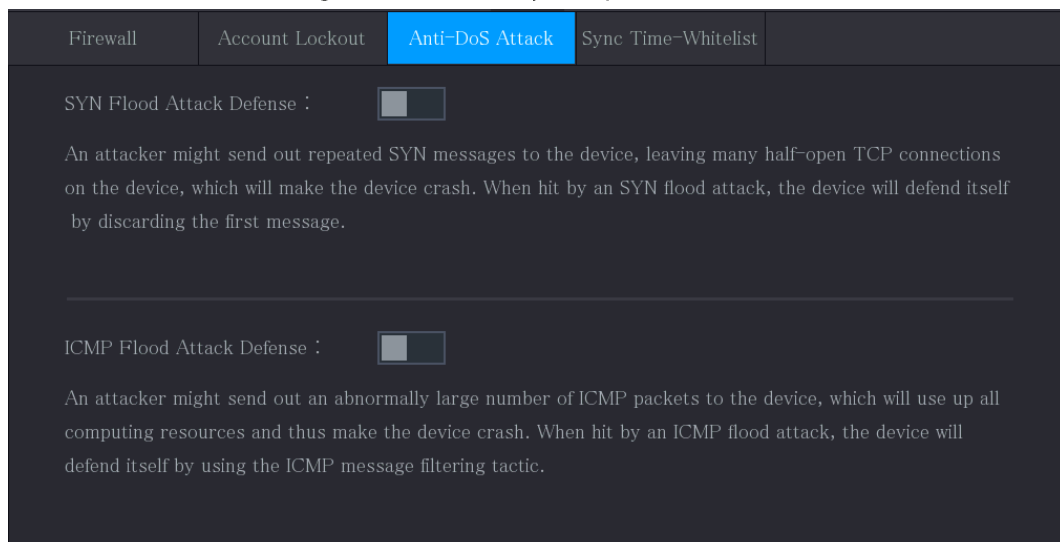 Firewall Account Lockout Anti-DoS Attack Sync Time-Whitelist
SYN Flood Attack Defense :
An attacker might send out repeated SYN messages to the device, leaving many half-open TCP connections
on the device, which will make the device crash. When hit by an SYN flood attack, the device will defend itself
by discarding the first message.
ICMP Flood Attack Defense :
An attacker might send out an abnormally large number of ICMP packets to the device, which will use up all
computing resources and thus make the device crash. When hit by an ICMP flood attack, the device will
defend itself by using the ICMP message filtering tactic.